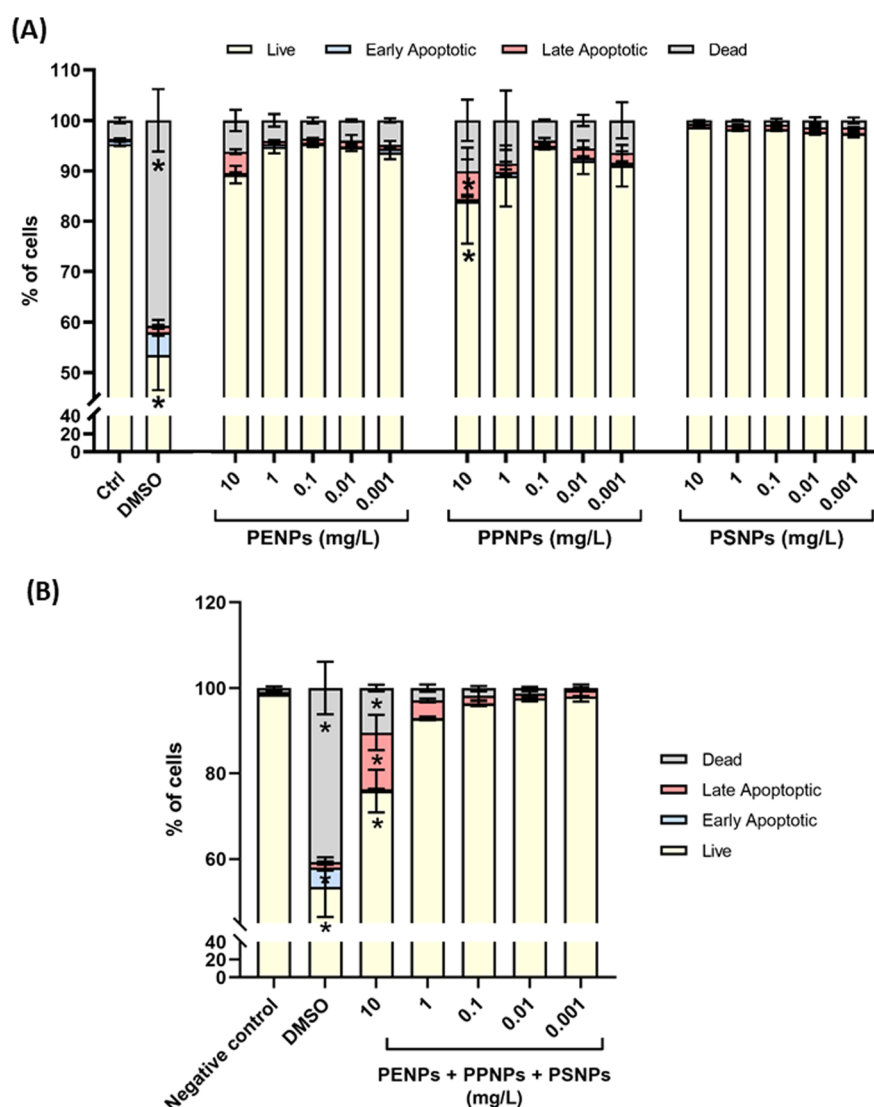 (A)
Live Early Apoptotic Late Apoptotic Dead
110
100
90
80
70
60
50
40
20
0
% of cells
Ctrl DMSO 10 1 0.1 0.01 0.001 10 1 0.1 0.01 0.001 10 1 0.1 0.01 0.001
PENPs (mg/L) PPNPs (mg/L) PSNPs (mg/L)
(B)
120
100
80
60
40
20
0
% of cells
Dead
Late Apoptoptic
Early Apoptotic
Live
Negative control DMSO 10 1 0.1 0.01 0.001
PENPs + PPNPs + PSNPs
(mg/L)